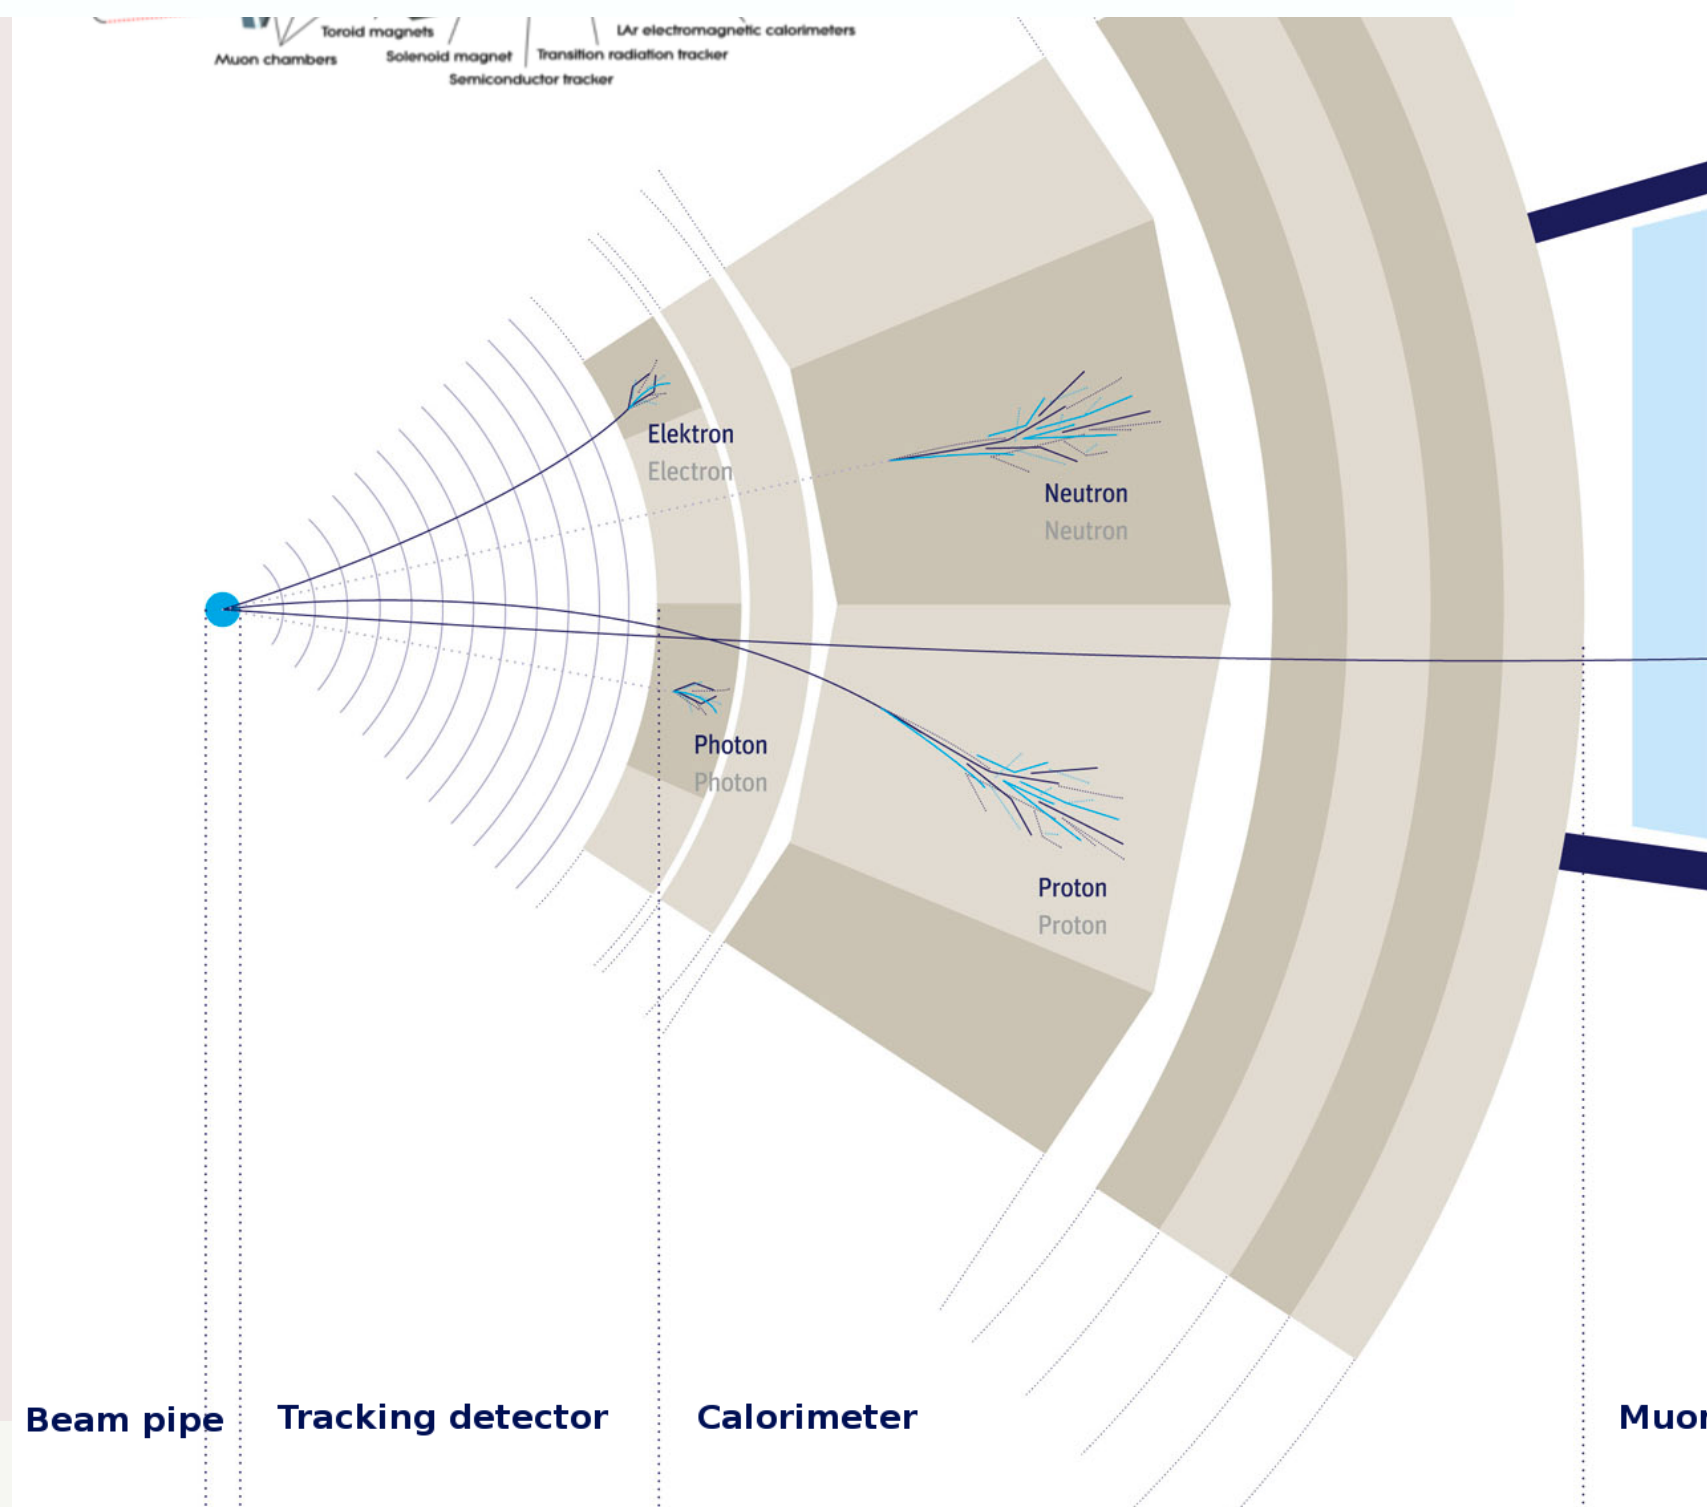 Toroid magnets
LAr electromagnetic calorimeters
Muon chambers
Solenoid magnet
Transition radiation tracker
Semiconductor tracker
Elektron
Electron
Neutron
Neutron
Photon
Photon
Proton
Proton
Beam pipe
Tracking detector
Calorimeter